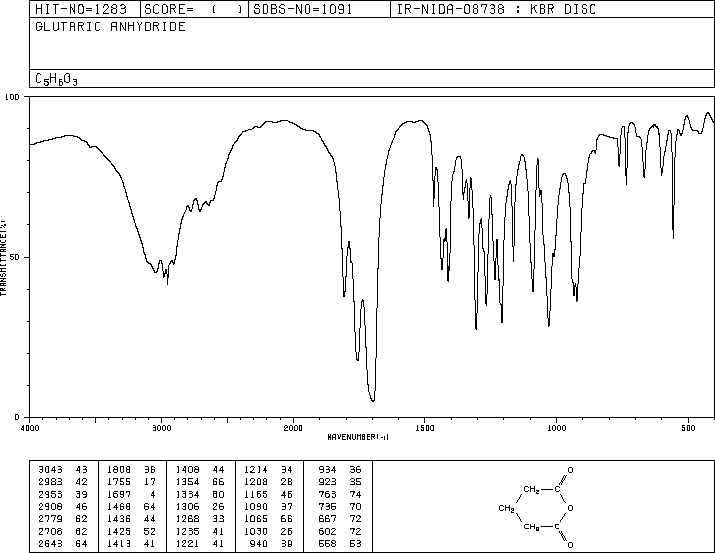 HIT-NO=1283 SCORE= ( ) SDBS-NO=1091 IR-NIDA-08738 : KBR DISC
GLUTARIC ANHYDRIDE
C5H6O3
100
50
0
TRANSMITTANCE(%)
4000 3000 2000 1500 1000 500
WAVENUMBER(-1)
3043 43 1808 36 1408 44 1214 34 934 36
2983 42 1755 17 1354 66 1208 28 923 35
2953 39 1697 4 1334 60 1165 46 763 74
2908 46 1468 64 1306 26 1090 37 735 70
2779 62 1436 44 1268 33 1065 66 667 72
2706 62 1425 52 1235 41 1030 26 602 72
2643 64 1413 41 1221 41 940 39 558 53
O
CH2 C
CH2 O
CH2 C
O